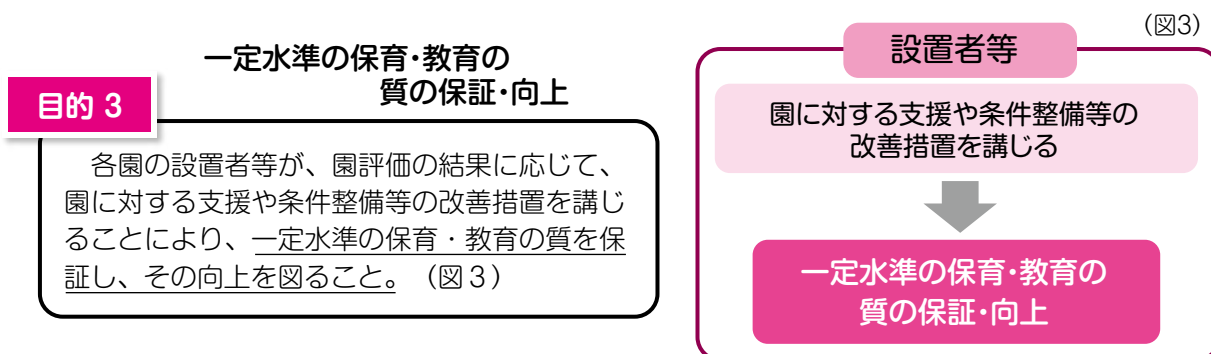 一定水準の保育・教育の
質の保証・向上
目的 3
各園の設置者等が、園評価の結果に応じて、
園に対する支援や条件整備等の改善措置を講じ
ることにより、一定水準の保育・教育の質を保
証し、その向上を図ること。（図３）
（図3）
設置者等
園に対する支援や条件整備等の
改善措置を講じる
一定水準の保育・教育の
質の保証・向上